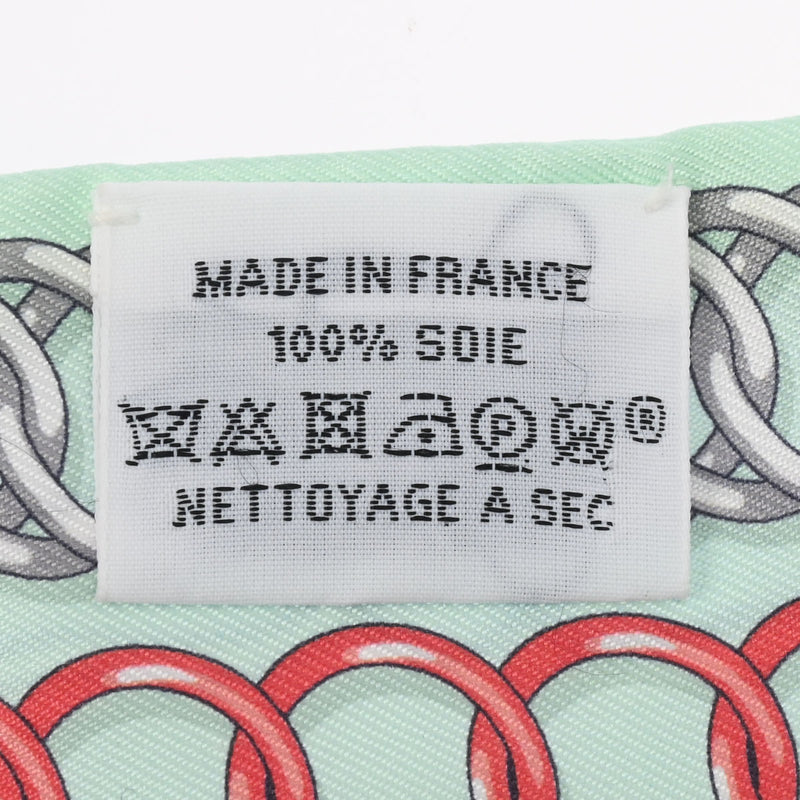 MADE IN FRANCE
100% SOIE
P ®
NETTOYAGE A SEC